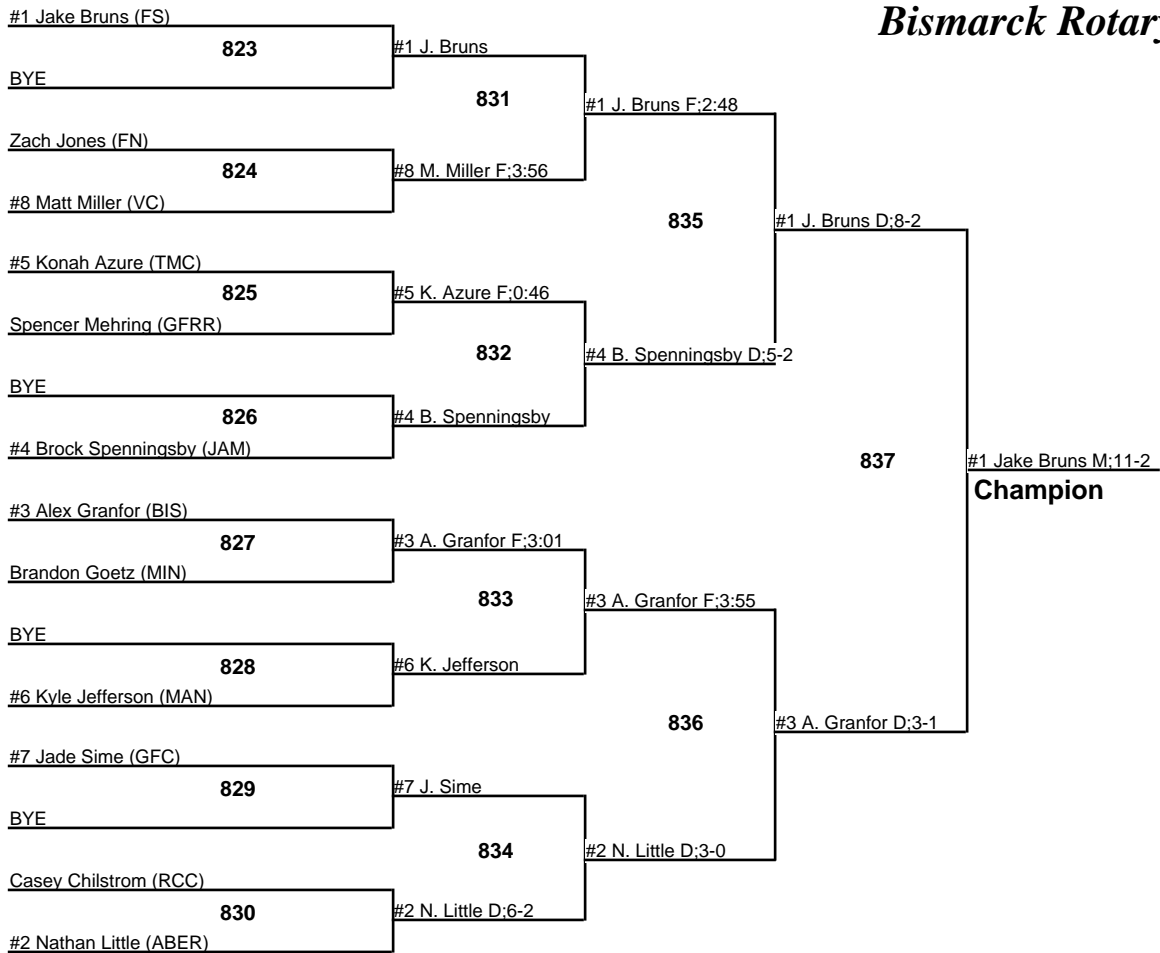 Bismarck Rotary
#1 Jake Bruns (FS)
823
BYE
#1 J. Bruns
831
Zach Jones (FN)
824
#8 Matt Miller (VC)
#8 M. Miller F;3:56
#1 J. Bruns F;2:48
835
#5 Konah Azure (TMC)
825
Spencer Mehring (GFRR)
#5 K. Azure F;0:46
832
BYE
826
#4 Brock Spenningsby (JAM)
#4 B. Spenningsby
#4 B. Spenningsby D;5-2
#1 J. Bruns D;8-2
837
#3 Alex Granfor (BIS)
827
Brandon Goetz (MIN)
#3 A. Granfor F;3:01
833
BYE
828
#6 Kyle Jefferson (MAN)
#6 K. Jefferson
#3 A. Granfor F;3:55
836
#7 Jade Sime (GFC)
829
BYE
#7 J. Sime
834
Casey Chilstrom (RCC)
830
#2 Nathan Little (ABER)
#2 N. Little D;6-2
#2 N. Little D;3-0
#3 A. Granfor D;3-1
#1 Jake Bruns M;11-2
Champion